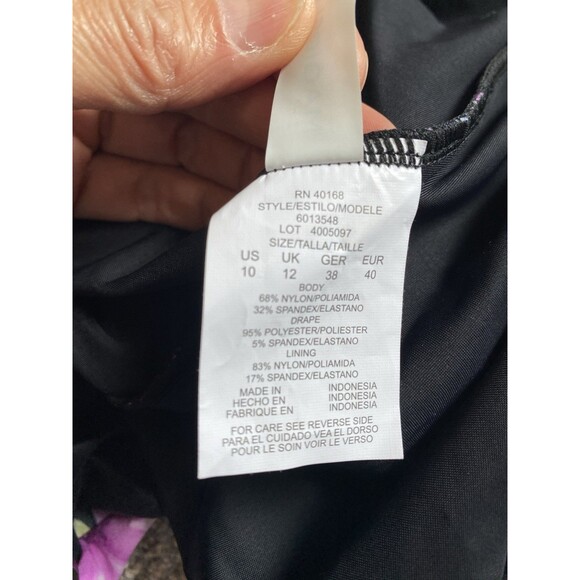 RN 40168
STYLE/ESTILO/MODELE
6013548
LOT 4005097
SIZE/TALLA/TAILLE
US UK GER EUR
10 12 38 40
BODY
68% NYLON/POLIAMIDA
32% SPANDEX/ELASTANO
DRAPE
95% POLYESTER/POLIESTER
5% SPANDEX/ELASTANO
LINING
83% NYLON/POLIAMIDA
17% SPANDEX/ELASTANO
MADE IN INDONESIA
HECHO EN INDONESIA
FABRIQUE EN INDONESIA
FOR CARE SEE REVERSE SIDE
PARA EL CUIDADO VEA EL DORSO
POUR LE SOIN VOIR LE VERSO